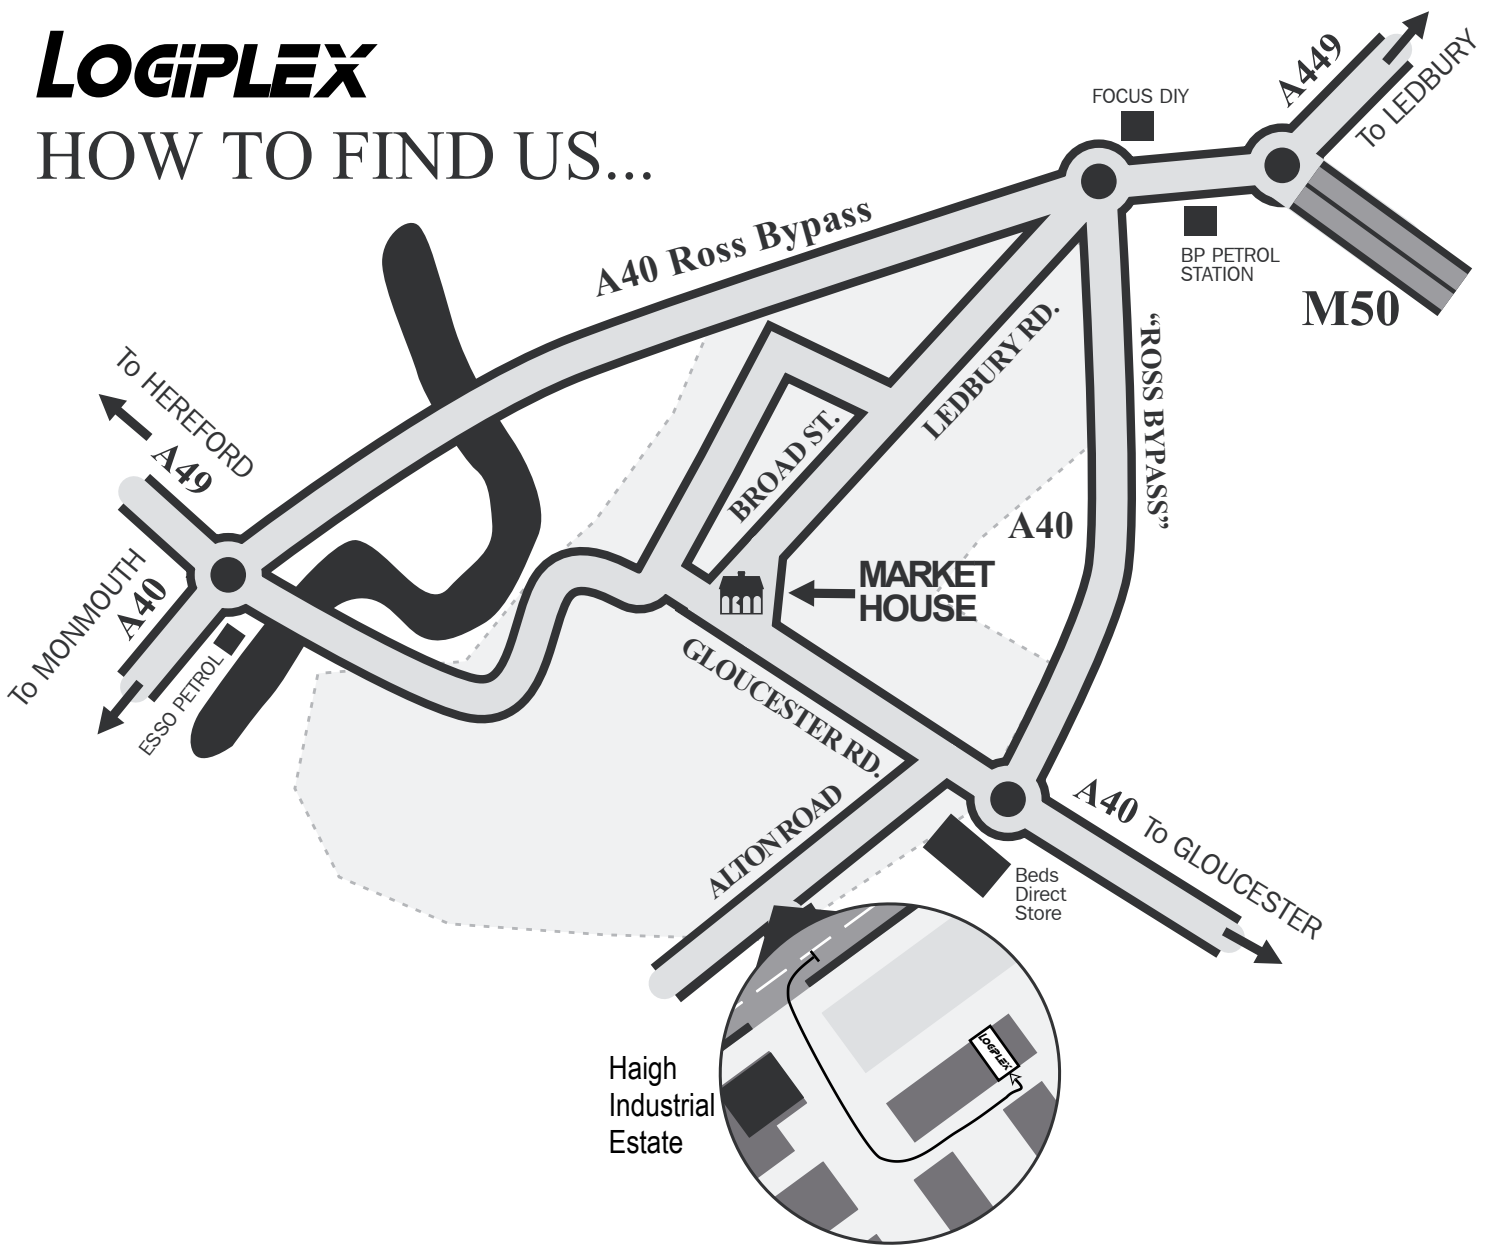 LOGIPLEX
HOW TO FIND US...
A449
To LEDBURY
FOCUS DIY
BP PETROL
STATION
M50
A40 Ross Bypass
To HEREFORD
A49
LEDBURY RD.
BROAD ST.
“ROSS BYPASS”
A40
MARKET
HOUSE
To MONMOUTH
A40
ESSO PETROL
GLOUCESTER RD.
ALTON ROAD
A40 To GLOUCESTER
Beds
Direct
Store
LOGIPLEX
Haigh
Industrial
Estate